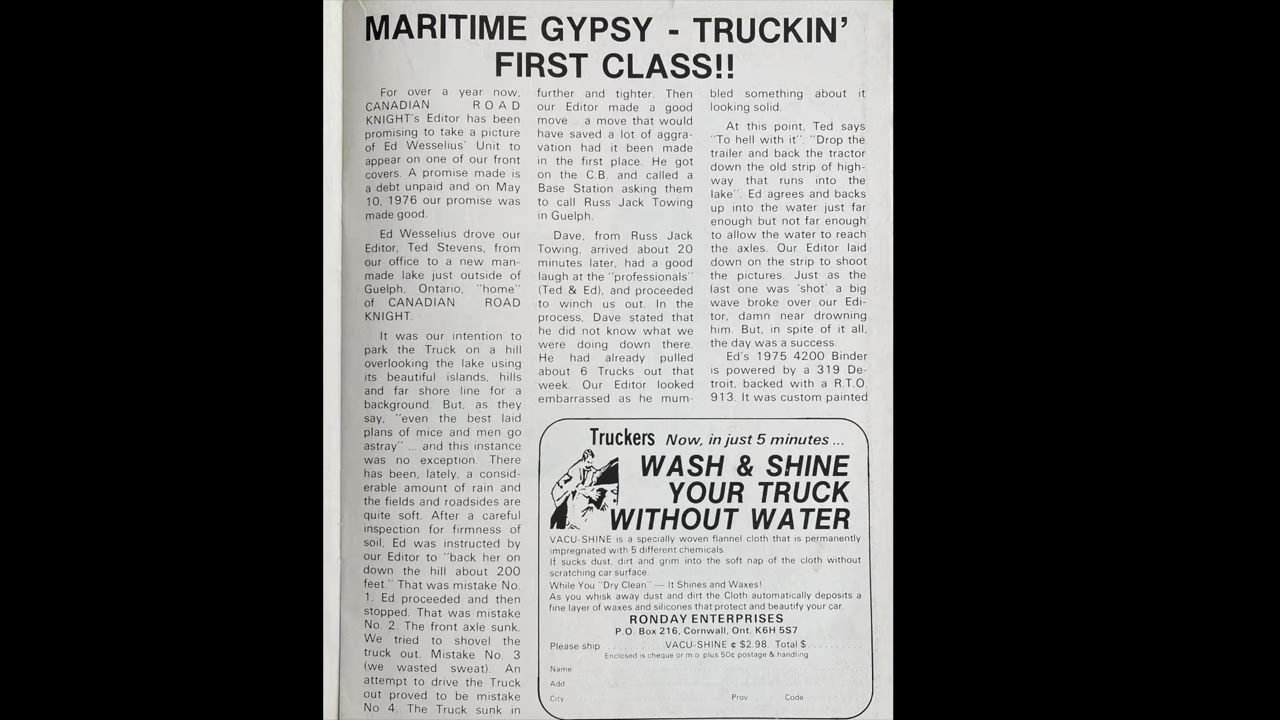 MARITIME GYPSY - TRUCKIN'
FIRST CLASS!!
For over a year now,
CANADIAN ROAD
KNIGHT'S Editor has been
promising to take a picture
of Ed Wesselius' Unit to
appear on one of our front
covers. A promise made is
a debt unpaid and on May
10, 1976 our promise was
made good.
Ed Wesselius drove our
Editor, Ted Stevens, from
our office to a new man-
made lake just outside of
Guelph, Ontario, "home"
of CANADIAN ROAD
KNIGHT.
It was our intention to
park the Truck on a hill
overlooking the lake using
its beautiful islands, hills
and far shore line for a
background. But, as they
say, "even the best laid
plans of mice and men go
astray" ... and this instance
was no exception. There
has been, lately, a consid-
erable amount of rain and
the fields and roadsides are
quite soft. After a careful
inspection for firmness of
soil, Ed was instructed by
our Editor to "back her on
down the hill about 200
feet." That was mistake No.
1. Ed proceeded and then
stopped. That was mistake
No. 2. The front axle sunk.
We tried to shovel the
truck out. Mistake No. 3
(we wasted sweat). An
attempt to drive the Truck
out proved to be mistake
No 4. The Truck sunk in
further and tighter. Then
our Editor made a good
move .. a move that would
have saved a lot of aggra-
vation had it been made
in the first place. He got
on the C.B. and called a
Base Station asking them
to call Russ Jack Towing
in Guelph.
Dave, from Russ Jack
Towing, arrived about 20
minutes later, had a good
laugh at the "professionals"
(Ted & Ed), and proceeded
to winch us out. In the
process, Dave stated that
he did not know what we
were doing down there.
He had already pulled
about 6 Trucks out that
week. Our Editor looked
embarrassed as he mum-
bled something about it
looking solid.
At this point, Ted says
"To hell with it". "Drop the
trailer and back the tractor
down the old strip of high-
way that runs into the
lake". Ed agrees and backs
up into the water just far
enough but not far enough
to allow the water to reach
the axles. Our Editor laid
down on the strip to shoot
the pictures. Just as the
last one was 'shot' a big
wave broke over our Edi-
tor, damn near drowning
him. But, in spite of it all,
the day was a success.
Ed's 1975 4200 Binder
is powered by a 319 De-
troit, backed with a R.T.O.
913. It was custom painted
Truckers Now, in just 5 minutes ...
WASH & SHINE
YOUR TRUCK
WITHOUT WATER
VACU-SHINE is a specially woven flannel cloth that is permanently
impregnated with 5 different chemicals.
It sucks dust, dirt and grim into the soft nap of the cloth without
scratching car surface.
While You "Dry Clean" — It Shines and Waxes!
As you whisk away dust and dirt the Cloth automatically deposits a
fine layer of waxes and silicones that protect and beautify your car.
RONDAY ENTERPRISES
P.O. Box 216, Cornwall, Ont. K6H 5S7
Please ship ............ VACU-SHINE ¢ $2.98. Total $ ............
Enclosed is cheque or m.o. plus 50¢ postage & handling
Name
Add.
City Prov. Code